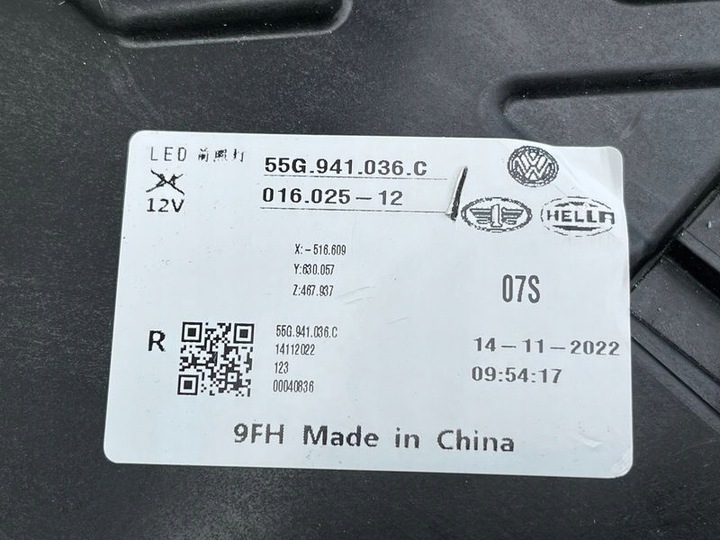 LED 前照灯
55G.941.036.C
24
12V
016.025-12
HELLA
X:-516.609
Y:630.057
Z:467.937
07S
R
55G.941.036.C
14112022
123
00040836
14-11-2022
09:54:17
9FH Made in China